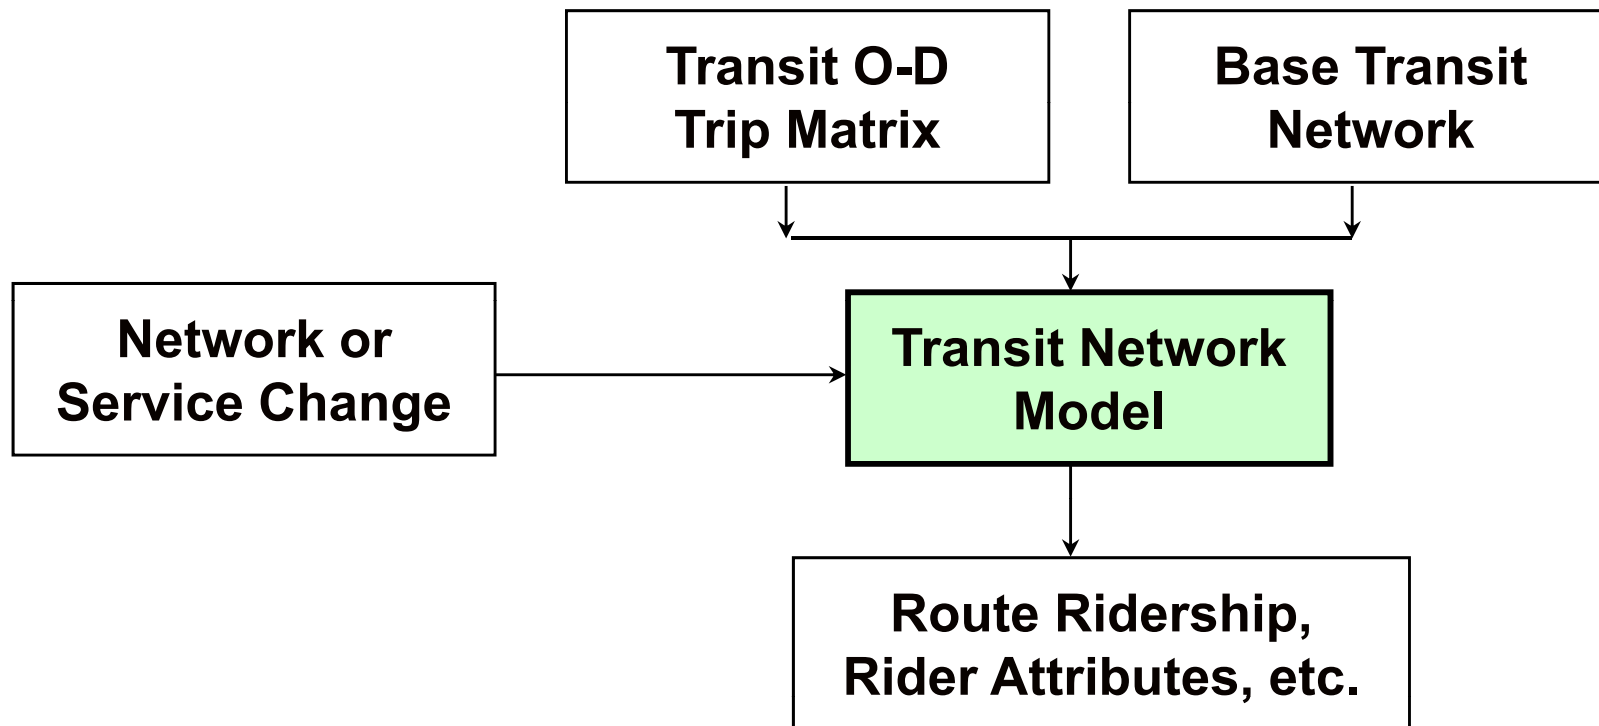 Transit O-D
Trip Matrix
Base Transit
Network
Network or
Service Change
Transit Network
Model
Route Ridership,
Rider Attributes, etc.